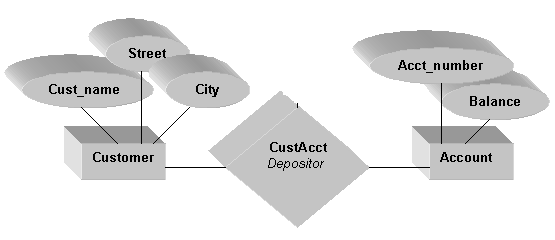 Street
Cust_name
City
Acct_number
Balance
Customer
CustAcct
Depositor
Account